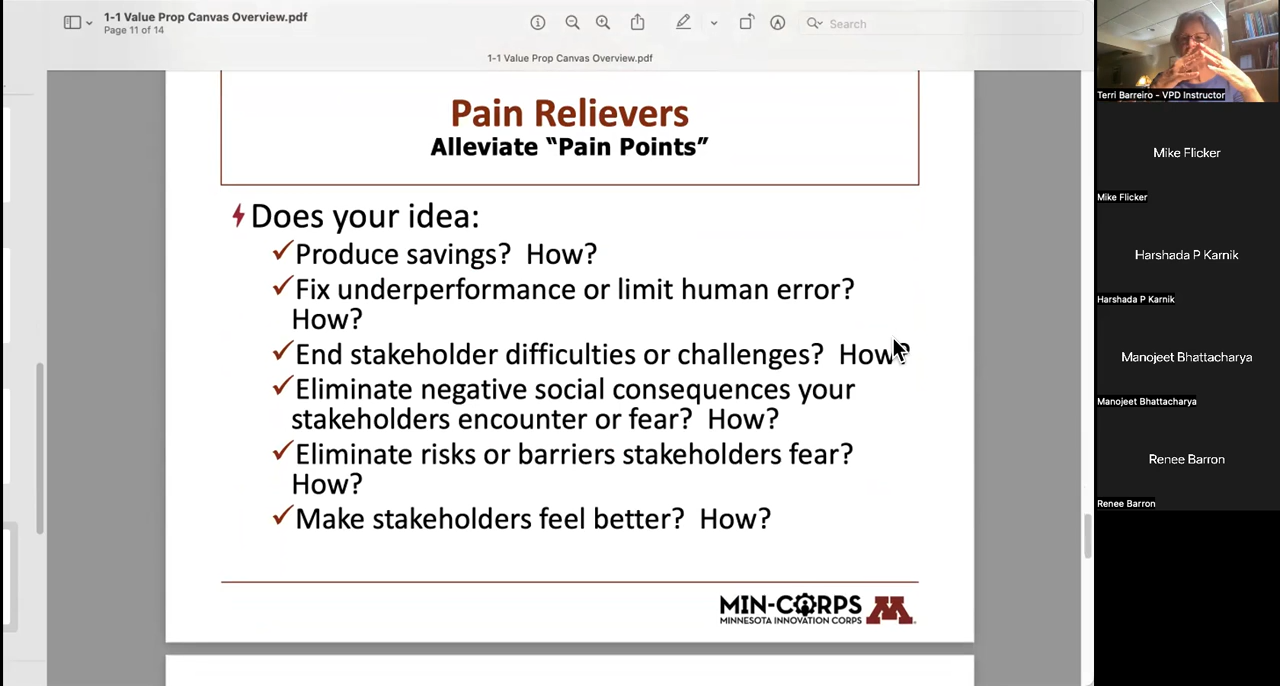 1-1 Value Prop Canvas Overview.pdf
Page 11 of 14
Search
1-1 Value Prop Canvas Overview.pdf
Pain Relievers
Alleviate “Pain Points”
Does your idea:
Produce savings? How?
Fix underperformance or limit human error?
How?
End stakeholder difficulties or challenges? How?
Eliminate negative social consequences your
stakeholders encounter or fear? How?
Eliminate risks or barriers stakeholders fear?
How?
Make stakeholders feel better? How?
MIN-CORPS
MINNESOTA INNOVATION CORPS
M
Terri Barreiro - VPD Instructor
Mike Flicker
Mike Flicker
Harshada P Karnik
Harshada P Karnik
Manojeet Bhattacharya
Manojeet Bhattacharya
Renee Barron
Renee Barron